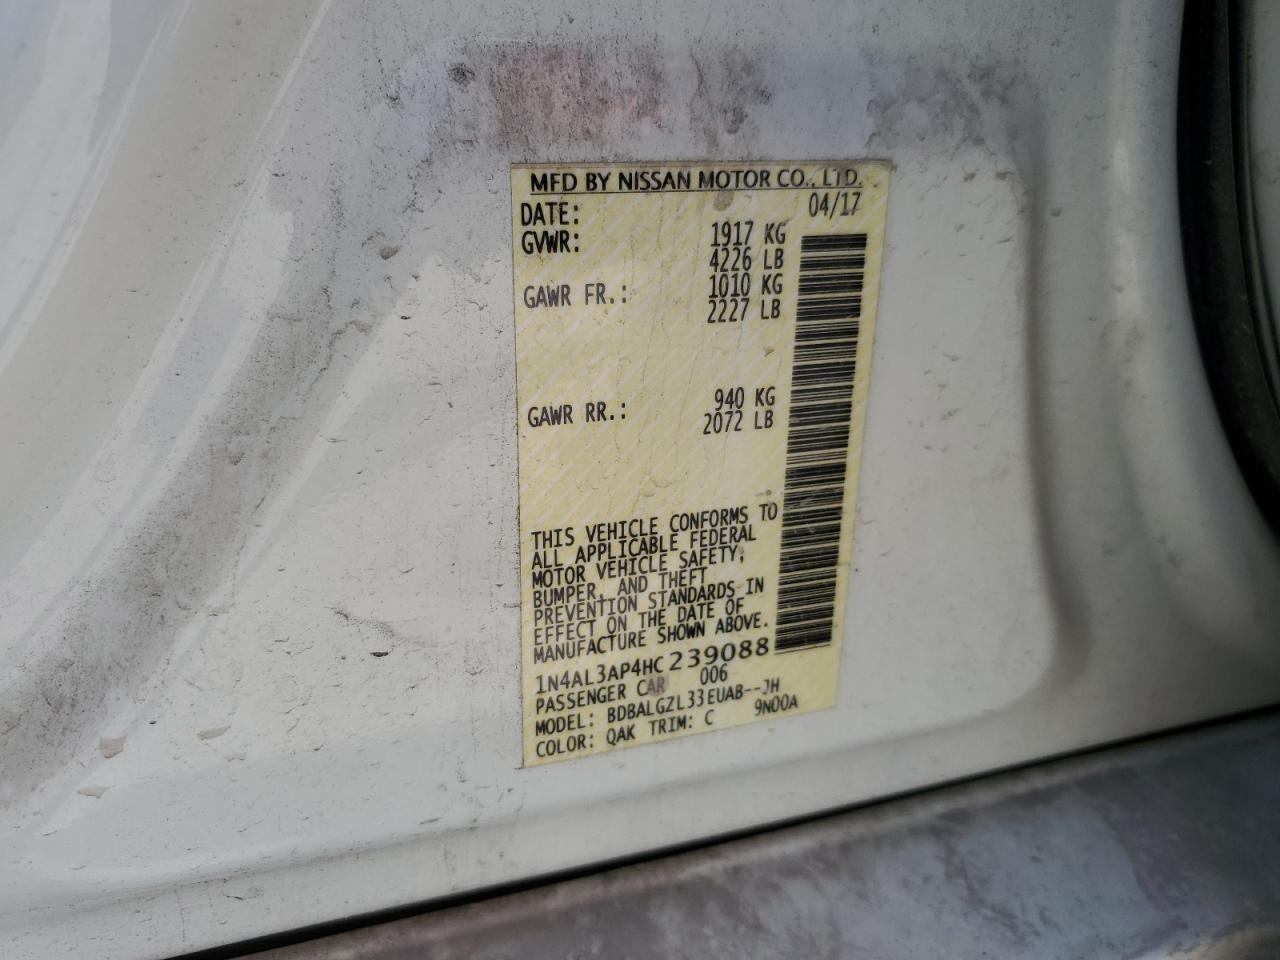 MFD BY NISSAN MOTOR CO., LTD.
DATE: 04/17
GVWR: 1917 KG
4226 LB
GAWR FR.: 1010 KG
2227 LB
GAWR RR.: 940 KG
2072 LB
THIS VEHICLE CONFORMS TO
ALL APPLICABLE FEDERAL
MOTOR VEHICLE SAFETY,
BUMPER, AND THEFT
PREVENTION STANDARDS IN
EFFECT ON THE DATE OF
MANUFACTURE SHOWN ABOVE.
1N4AL3AP4HC239088
PASSENGER CAR 006
MODEL: BDBALGZL33EUAB--JH
COLOR: QAK TRIM: C 9N00A